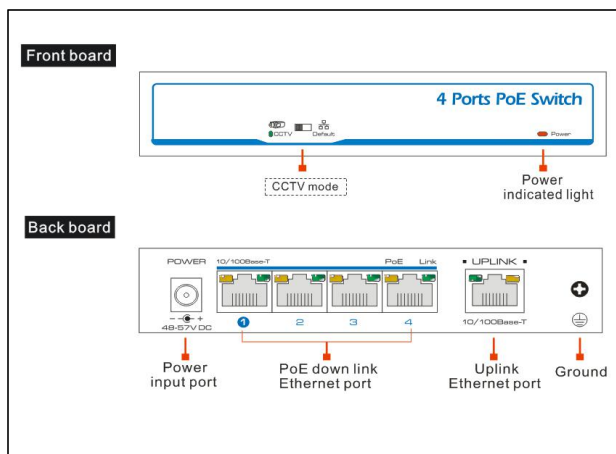 Front board
4 Ports PoE Switch
CCTV
Default
Power
CCTV mode
Power
indicated light
Back board
POWER
10/100Base-T
PoE Link
UPLINK
48-57V DC
1 2 3 4
10/100Base-T
Power
input port
PoE down link
Ethernet port
Uplink
Ethernet port
Ground